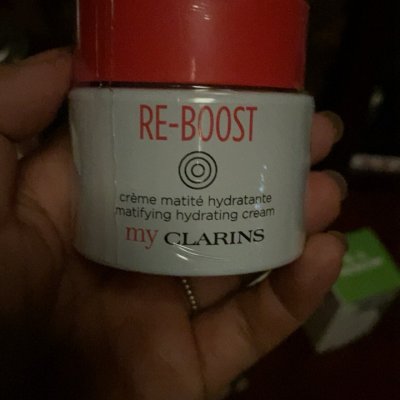 RE-BOOST
crème matité hydratante
matifying hydrating cream
my CLARINS